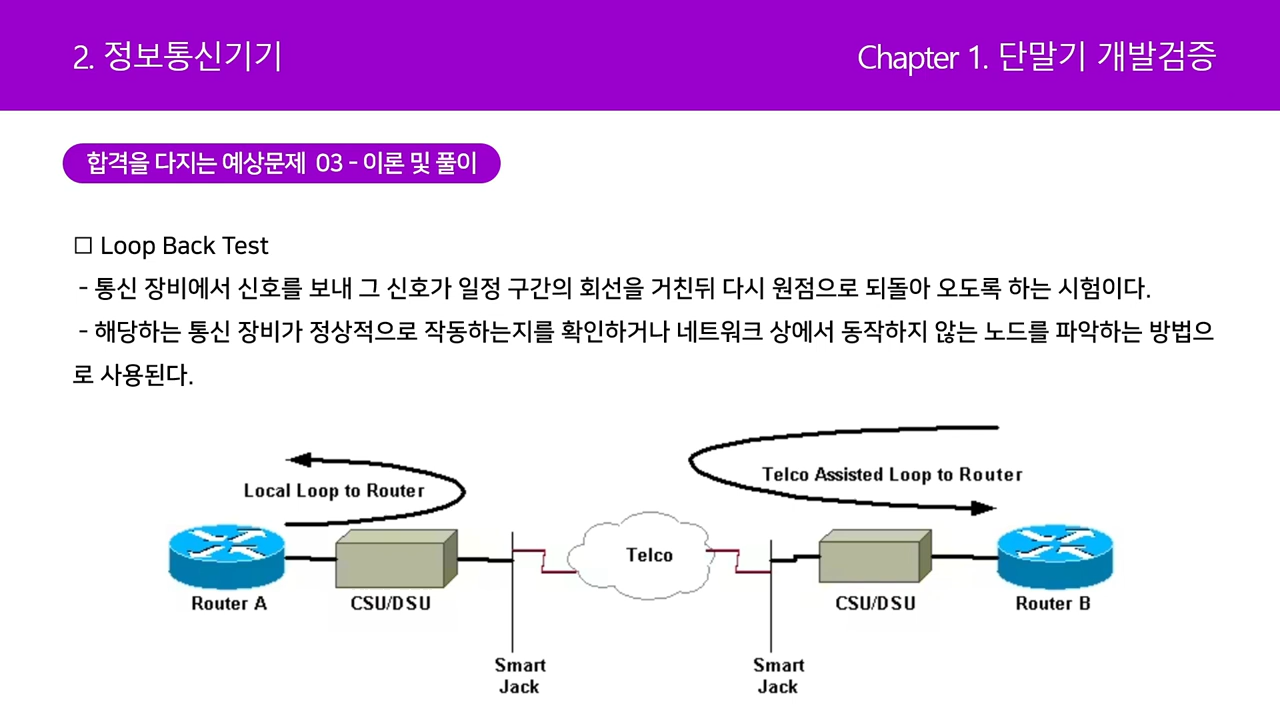 2. 정보통신기기
Chapter 1. 단말기 개발검증
합격을 다지는 예상문제 03 - 이론 및 풀이
□ Loop Back Test
- 통신 장비에서 신호를 보내 그 신호가 일정 구간의 회선을 거친뒤 다시 원점으로 되돌아 오도록 하는 시험이다.
- 해당하는 통신 장비가 정상적으로 작동하는지를 확인하거나 네트워크 상에서 동작하지 않는 노드를 파악하는 방법으
로 사용된다.
Local Loop to Router
Telco Assisted Loop to Router
Telco
Router A
CSU/DSU
CSU/DSU
Router B
Smart
Jack
Smart
Jack